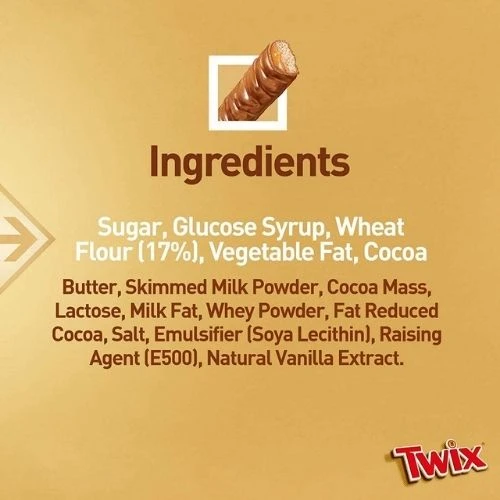 Ingredients
Sugar, Glucose Syrup, Wheat
Flour (17%), Vegetable Fat, Cocoa
Butter, Skimmed Milk Powder, Cocoa Mass,
Lactose, Milk Fat, Whey Powder, Fat Reduced
Cocoa, Salt, Emulsifier (Soya Lecithin), Raising
Agent (E500), Natural Vanilla Extract.
Twix